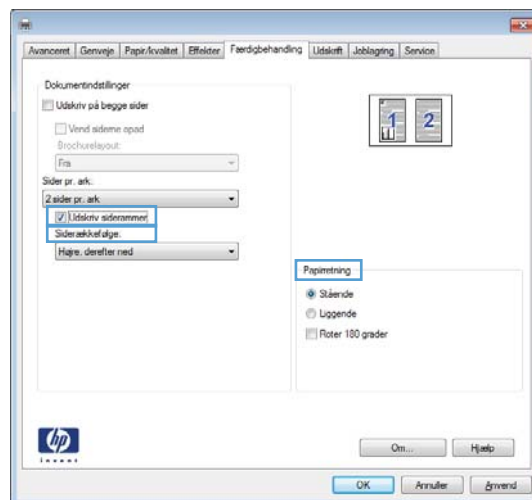 Avanceret Genveje Papir/kvalitet Effekter Færdigbehandling Udskrift Joblagring Service
Dokumentindstillinger
Udskriv på begge sider
Vend siderne opad
Brochurelayout:
Fra
Sider pr. ark:
2 sider pr. ark
Udskriv siderammer
Siderækkefølge:
Højre, derefter ned
1 2
Papirretning
Stående
Liggende
Roter 180 grader
hp
invent
Om... Hjælp
OK Annuller Anvend